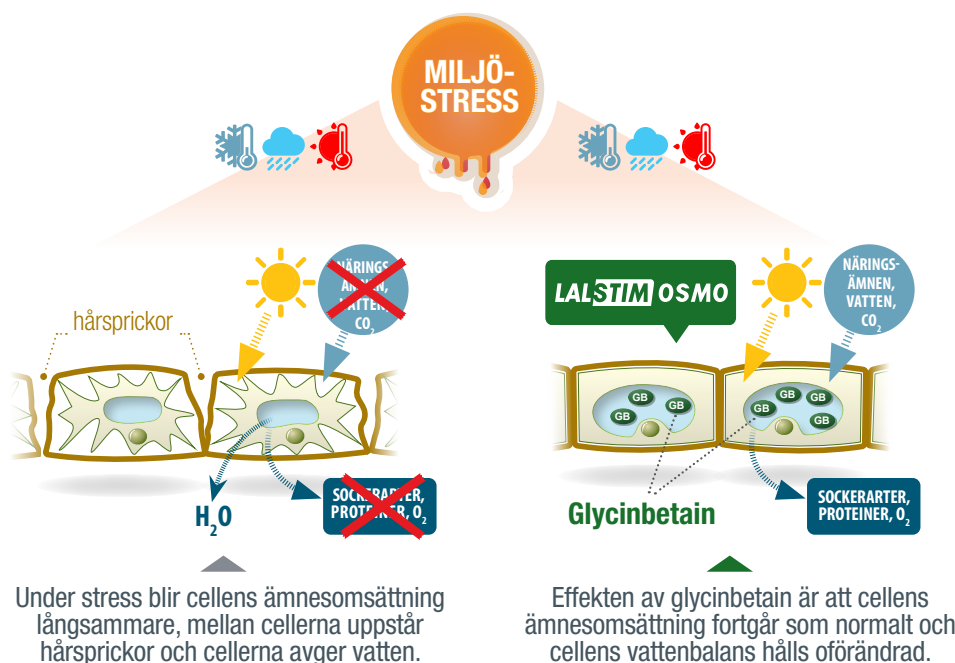 MILJÖ-
STRESS
NÄRINGS-
ÄMNEN,
VATTEN,
CO₂
hårsprickor
H₂O
SOCKERARTER,
PROTEINER, O₂
Under stress blir cellens ämnesomsättning
långsammare, mellan cellerna uppstår
hårsprickor och cellerna avger vatten.
LALSTIM OSMO
NÄRINGS-
ÄMNEN,
VATTEN,
CO₂
GB
GB
GB
GB
GB
GB
GB
Glycinbetain
SOCKERARTER,
PROTEINER, O₂
Effekten av glycinbetain är att cellens
ämnesomsättning fortgår som normalt och
cellens vattenbalans hålls oförändrad.